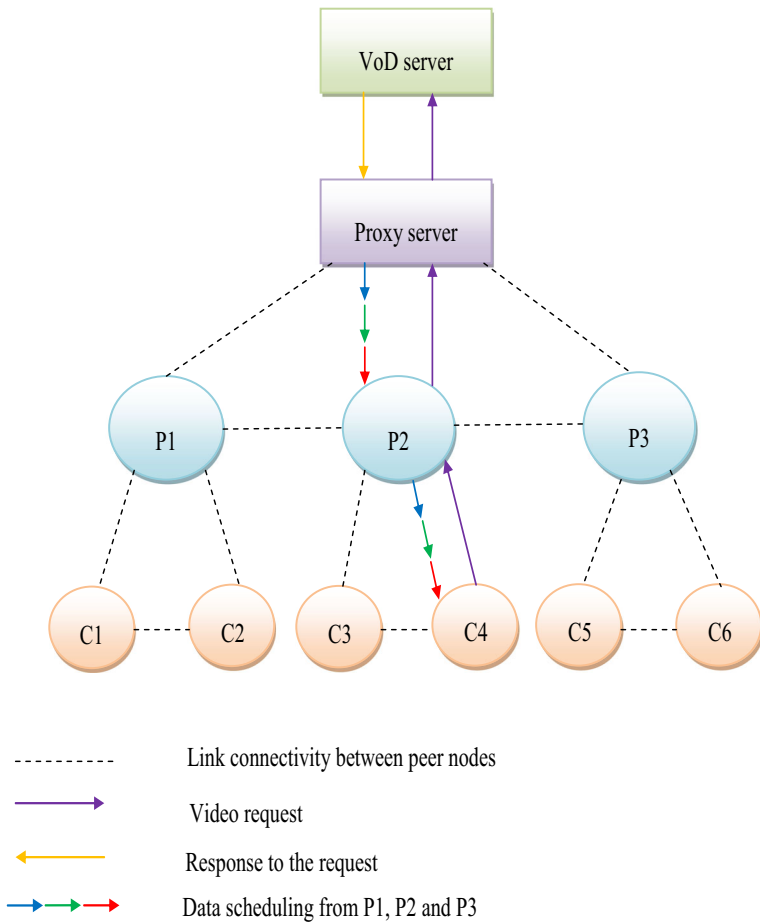 VoD server
Proxy server
P1
P2
P3
C1
C2
C3
C4
C5
C6
Link connectivity between peer nodes
Video request
Response to the request
Data scheduling from P1, P2 and P3